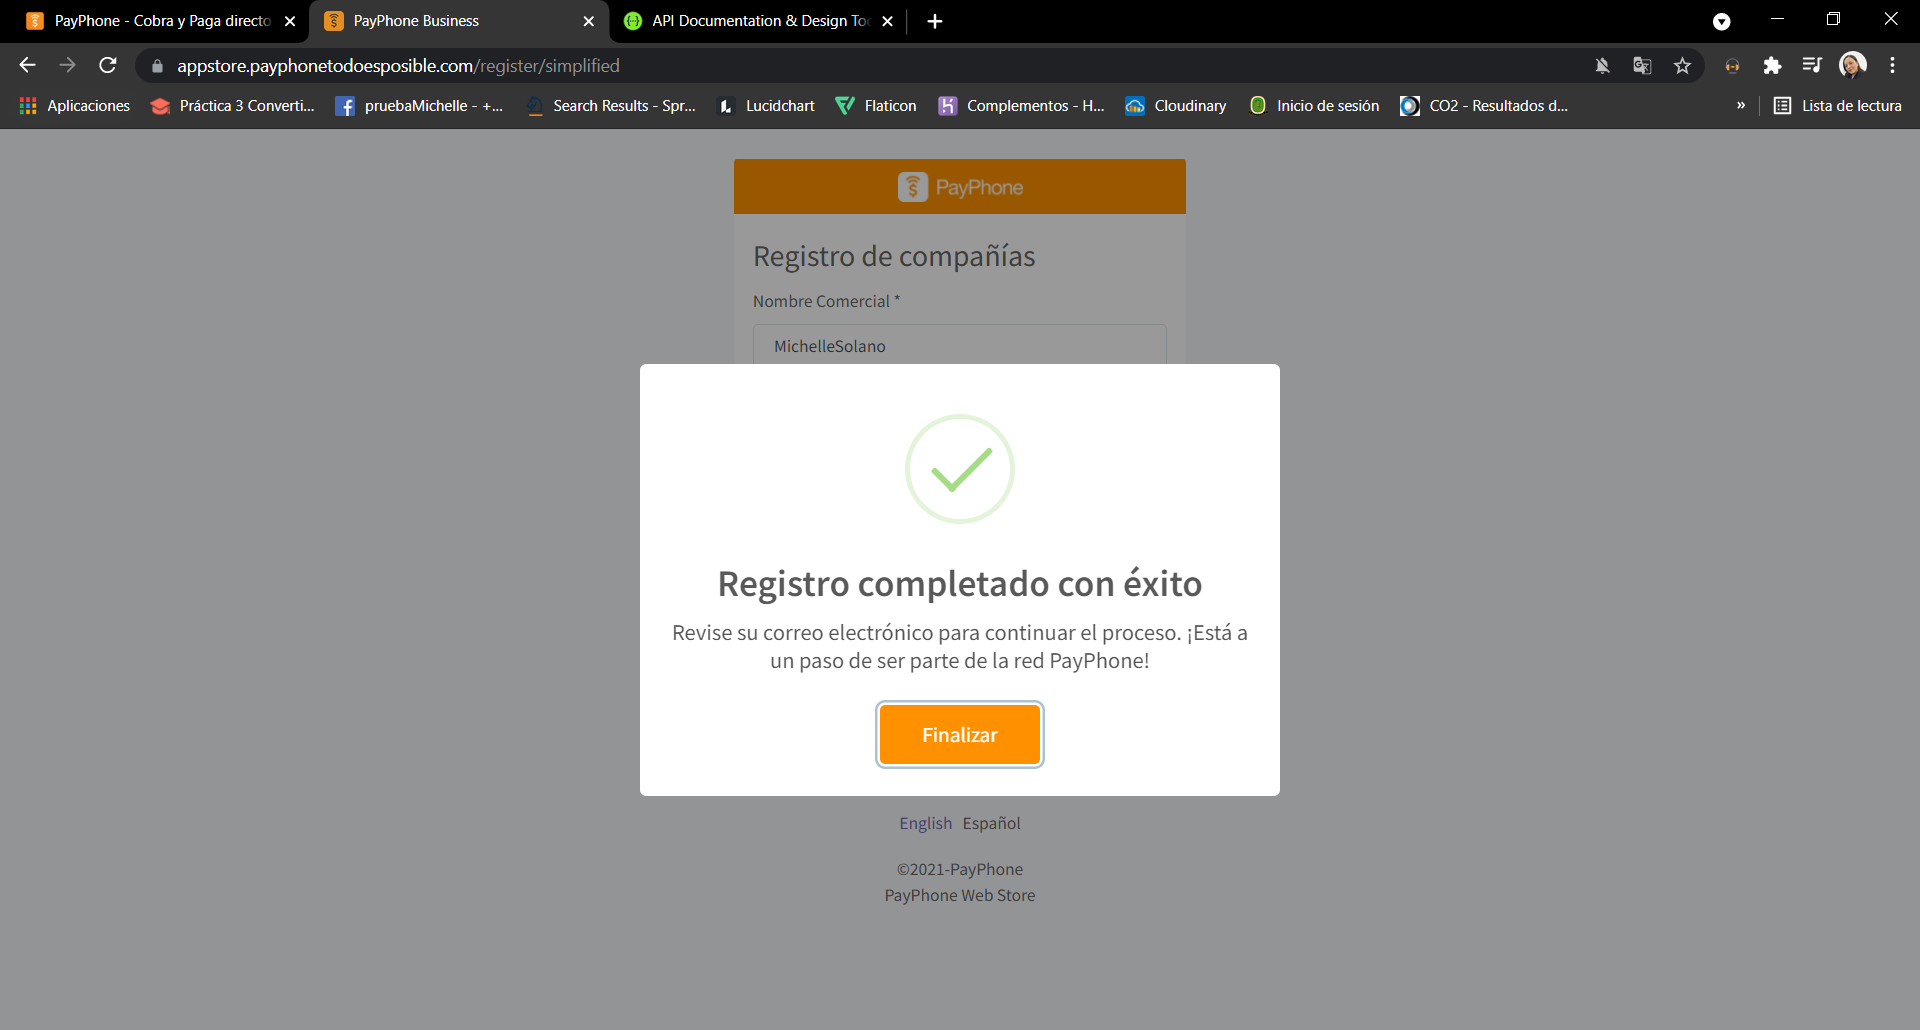 PayPhone - Cobra y Paga directo
PayPhone Business
API Documentation & Design Too
appstore.payphonetodoesposible.com/register/simplified
Aplicaciones
Práctica 3 Converti...
pruebaMichelle - +...
Search Results - Spr...
Lucidchart
Flaticon
Complementos - H...
Cloudinary
Inicio de sesión
CO2 - Resultados d...
»
Lista de lectura
PayPhone
Registro de compañías
Nombre Comercial *
MichelleSolano
Registro completado con éxito
Revise su correo electrónico para continuar el proceso. ¡Está a
un paso de ser parte de la red PayPhone!
Finalizar
English Español
©2021-PayPhone
PayPhone Web Store